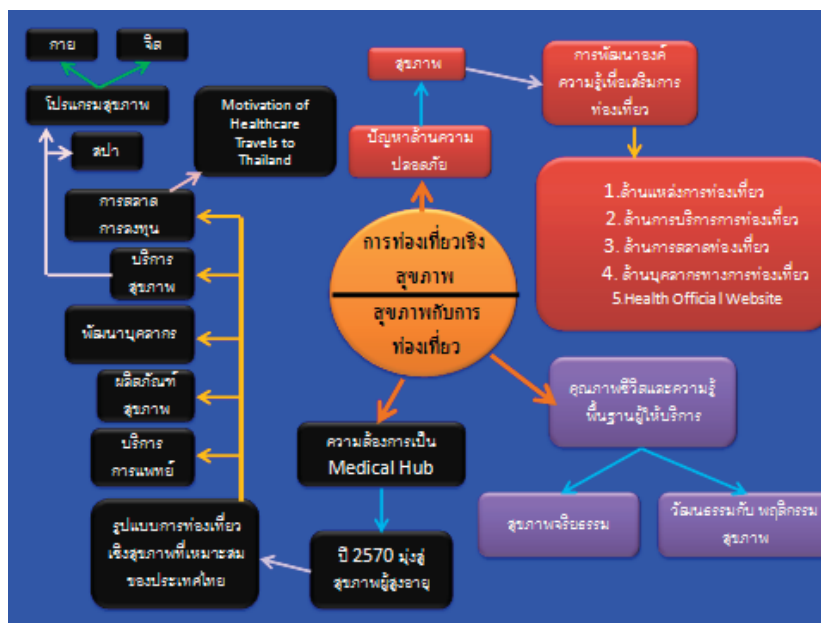 กาย
จิต
โปรแกรมสุขภาพ
สปา
Motivation of
Healthcare
Travels to
Thailand
การตลาด
การลงทุน
บริการ
สุขภาพ
พัฒนาบุคลากร
ผลิตภัณฑ์
สุขภาพ
บริการ
การแพทย์
รูปแบบการท่องเที่ยว
เชิงสุขภาพที่เหมาะสม
ของประเทศไทย
สุขภาพ
ปัญหาด้านความ
ปลอดภัย
การท่องเที่ยวเชิง
สุขภาพ
สุขภาพกับการ
ท่องเที่ยว
ความต้องการเป็น
Medical Hub
ปี 2570 มุ่งสู่
สุขภาพผู้สูงอายุ
การพัฒนาองค์
ความรู้เพื่อเสริมการ
ท่องเที่ยว
1.ด้านแหล่งการท่องเที่ยว
2. ด้านการบริการการท่องเที่ยว
3. ด้านการตลาดท่องเที่ยว
4. ด้านบุคลากรทางการท่องเที่ยว
5.Health Official Website
คุณภาพชีวิตและความรู้
พื้นฐานผู้ให้บริการ
สุขภาพจริยธรรม
วัฒนธรรมกับ พฤติกรรม
สุขภาพ